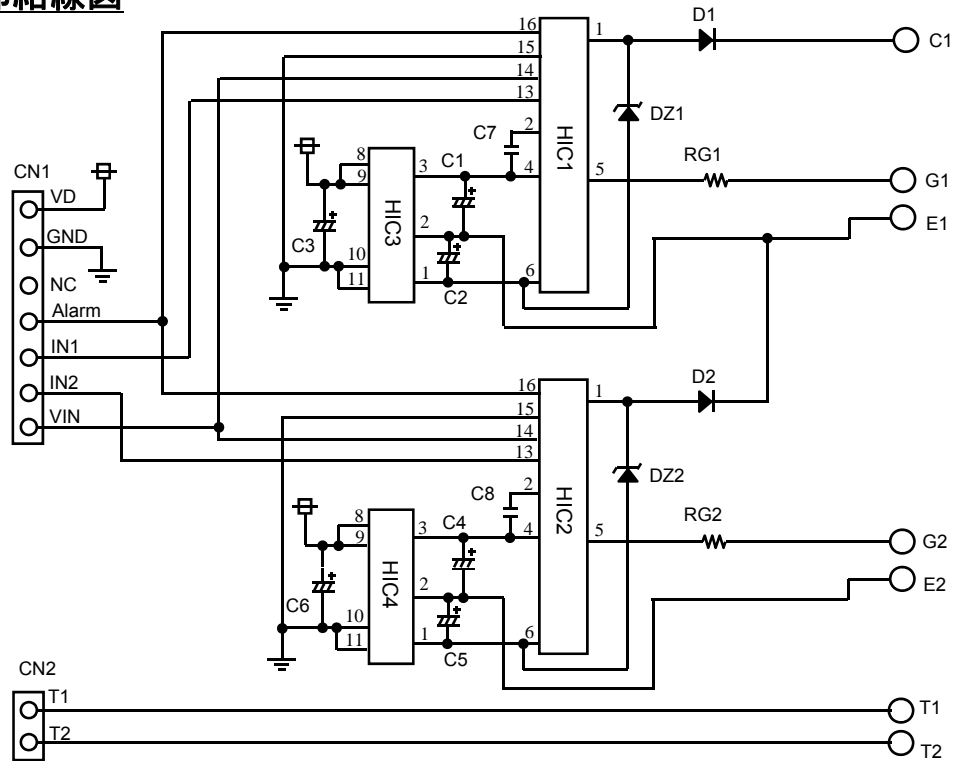 結線図
D1
C1
16
15
14
13
1
DZ1
C7
2
HIC1
RG1
G1
E1
CN1
VD
GND
NC
Alarm
IN1
IN2
VIN
8
9
3
C1
4
5
HIC3
C3
2
10
11
1
C2
6
D2
16
15
14
13
1
DZ2
C8
2
HIC2
RG2
G2
E2
8
9
3
C4
4
5
HIC4
C6
2
10
11
1
C5
6
CN2
T1
T2
T1
T2